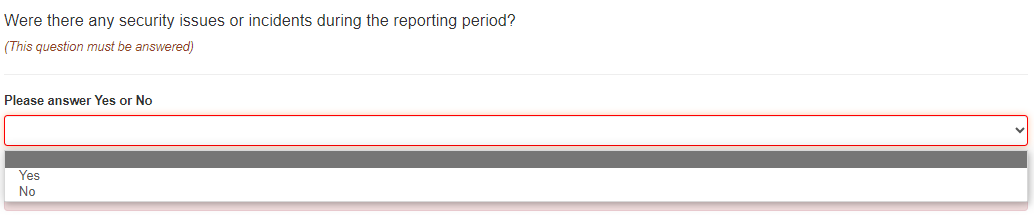 Were there any security issues or incidents during the reporting period?
(This question must be answered)
Please answer Yes or No
Yes
No